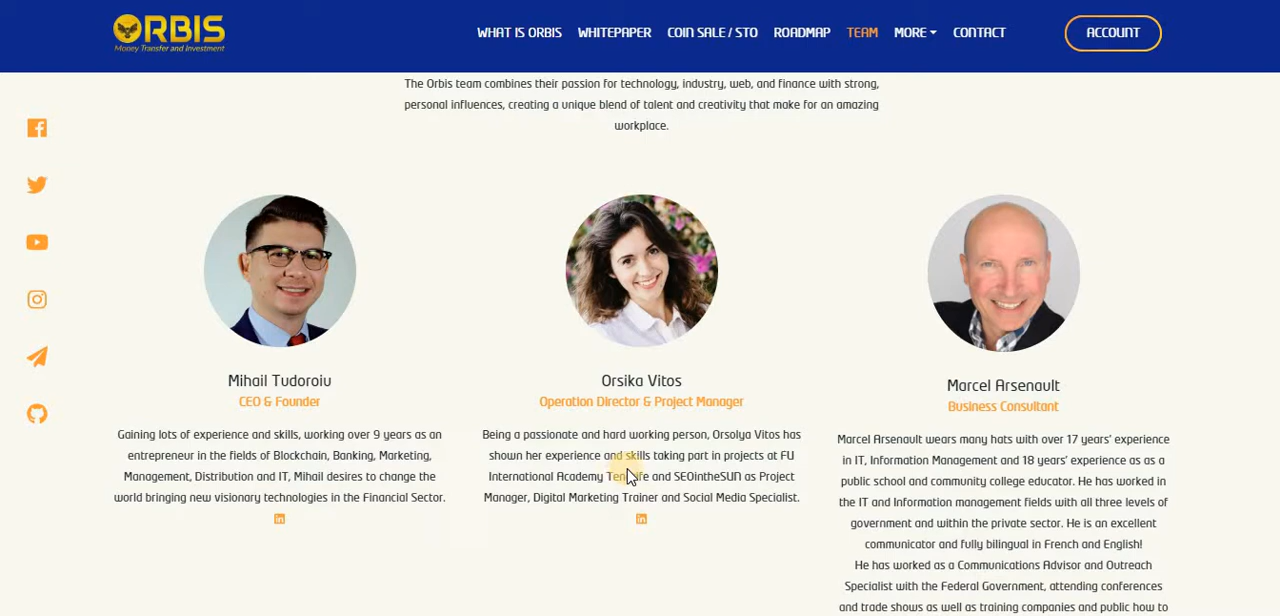 ORBIS
Money Transfer and Investment
WHAT IS ORBIS WHITEPAPER COIN SALE / STO ROADMAP TEAM MORE CONTACT ACCOUNT
The Orbis team combines their passion for technology, industry, web, and finance with strong,
personal influences, creating a unique blend of talent and creativity that make for an amazing
workplace.
Mihail Tudoroiu
CEO & Founder
Gaining lots of experience and skills, working over 9 years as an
entrepreneur in the fields of Blockchain, Banking, Marketing,
Management, Distribution and IT, Mihail desires to change the
world bringing new visionary technologies in the Financial Sector.
in
Orsika Vitos
Operation Director & Project Manager
Being a passionate and hard working person, Orsolya Vitos has
shown her experience and skills taking part in projects at FU
International Academy and SEOintheSUN as Project
Manager, Digital Marketing Trainer and Social Media Specialist.
in
Marcel Arsenault
Business Consultant
Marcel Arsenault wears many hats with over 17 years' experience
in IT, Information Management and 18 years' experience as as a
public school and community college educator. He has worked in
the IT and Information management fields with all three levels of
government and within the private sector. He is an excellent
communicator and fully bilingual in French and English!
He has worked as a Communications Advisor and Outreach
Specialist with the Federal Government, attending conferences
and trade shows as well as training companies and public how to